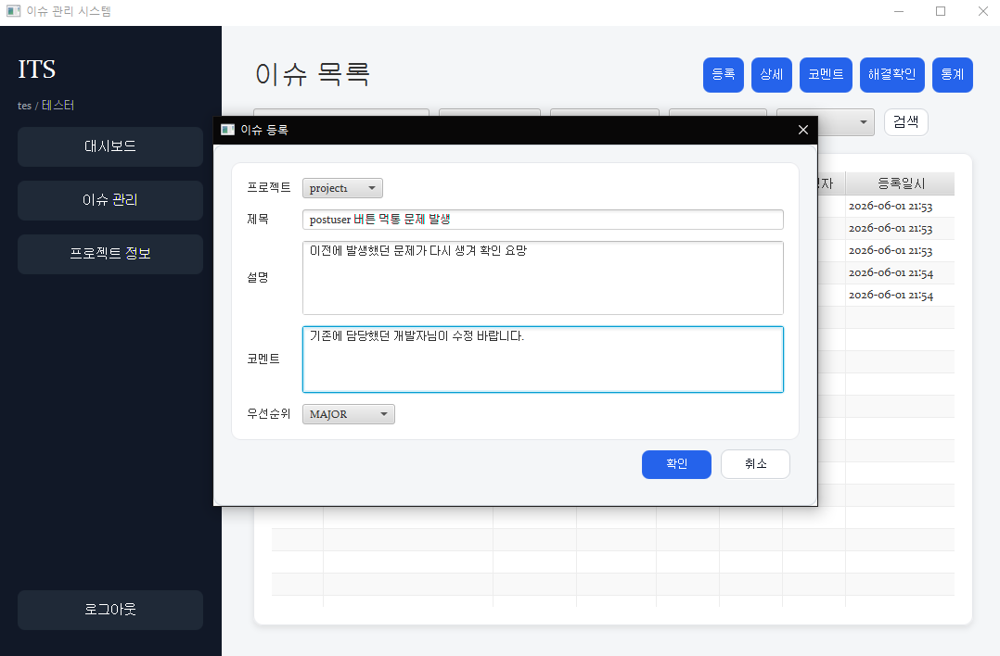 이슈 관리 시스템
ITS
tes / 테스터
대시보드
이슈 관리
프로젝트 정보
로그아웃
이슈 목록
등록
상세
코멘트
해결확인
통계
검색
이슈 등록
프로젝트
project1
제목
postuser 버튼 먹통 문제 발생
설명
이전에 발생했던 문제가 다시 생겨 확인 요망
코멘트
기존에 담당했던 개발자님이 수정 바랍니다.
우선순위
MAJOR
확인
취소
자
등록일시
2026-06-01 21:53
2026-06-01 21:53
2026-06-01 21:53
2026-06-01 21:54
2026-06-01 21:54